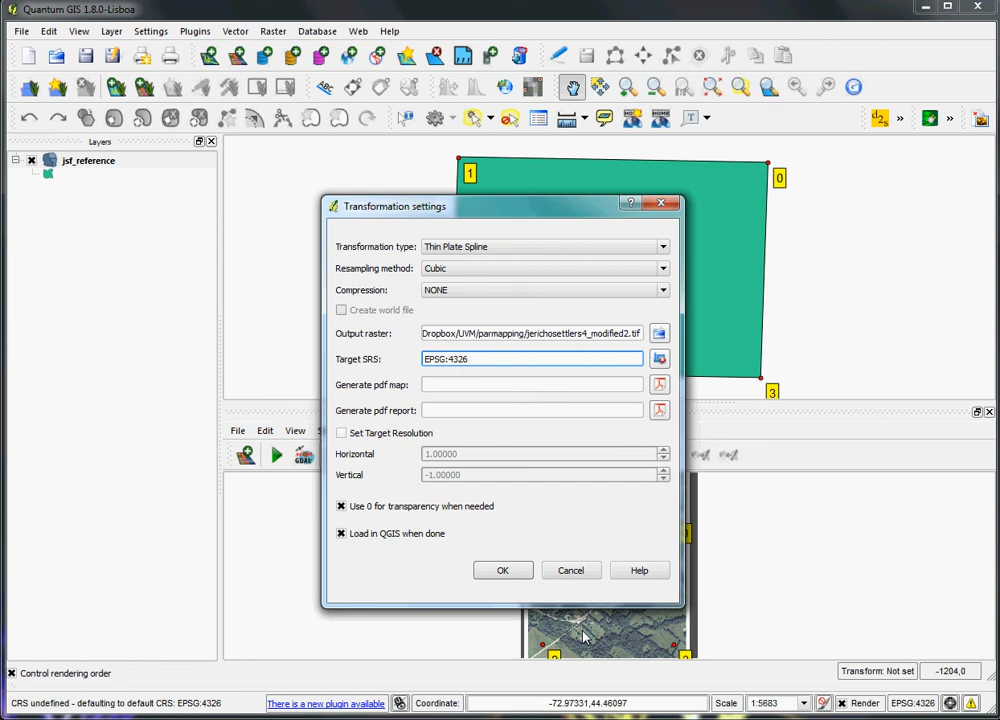 Quantum GIS 1.8.0-Lisboa
File Edit View Layer Settings Plugins Vector Raster Database Web Help
ABC
T
d2s » » »
Layers
jsf_reference
1
0
3
Transformation settings
?
Transformation type: Thin Plate Spline
Resampling method: Cubic
Compression: NONE
Create world file
Output raster: Dropbox/UVM/parmapping/jerichosettlers4_modified2.tif
Target SRS: EPSG:4326
Generate pdf map:
Generate pdf report:
Set Target Resolution
Horizontal 1.00000
Vertical -1.00000
Use 0 for transparency when needed
Load in QGIS when done
OK Cancel Help
File Edit View
GDAL
Control rendering order
Transform: Not set -1204,0
CRS undefined - defaulting to default CRS: EPSG:4326 There is a new plugin available Coordinate: -72.97331,44.46097 Scale 1:5683 Render EPSG:4326